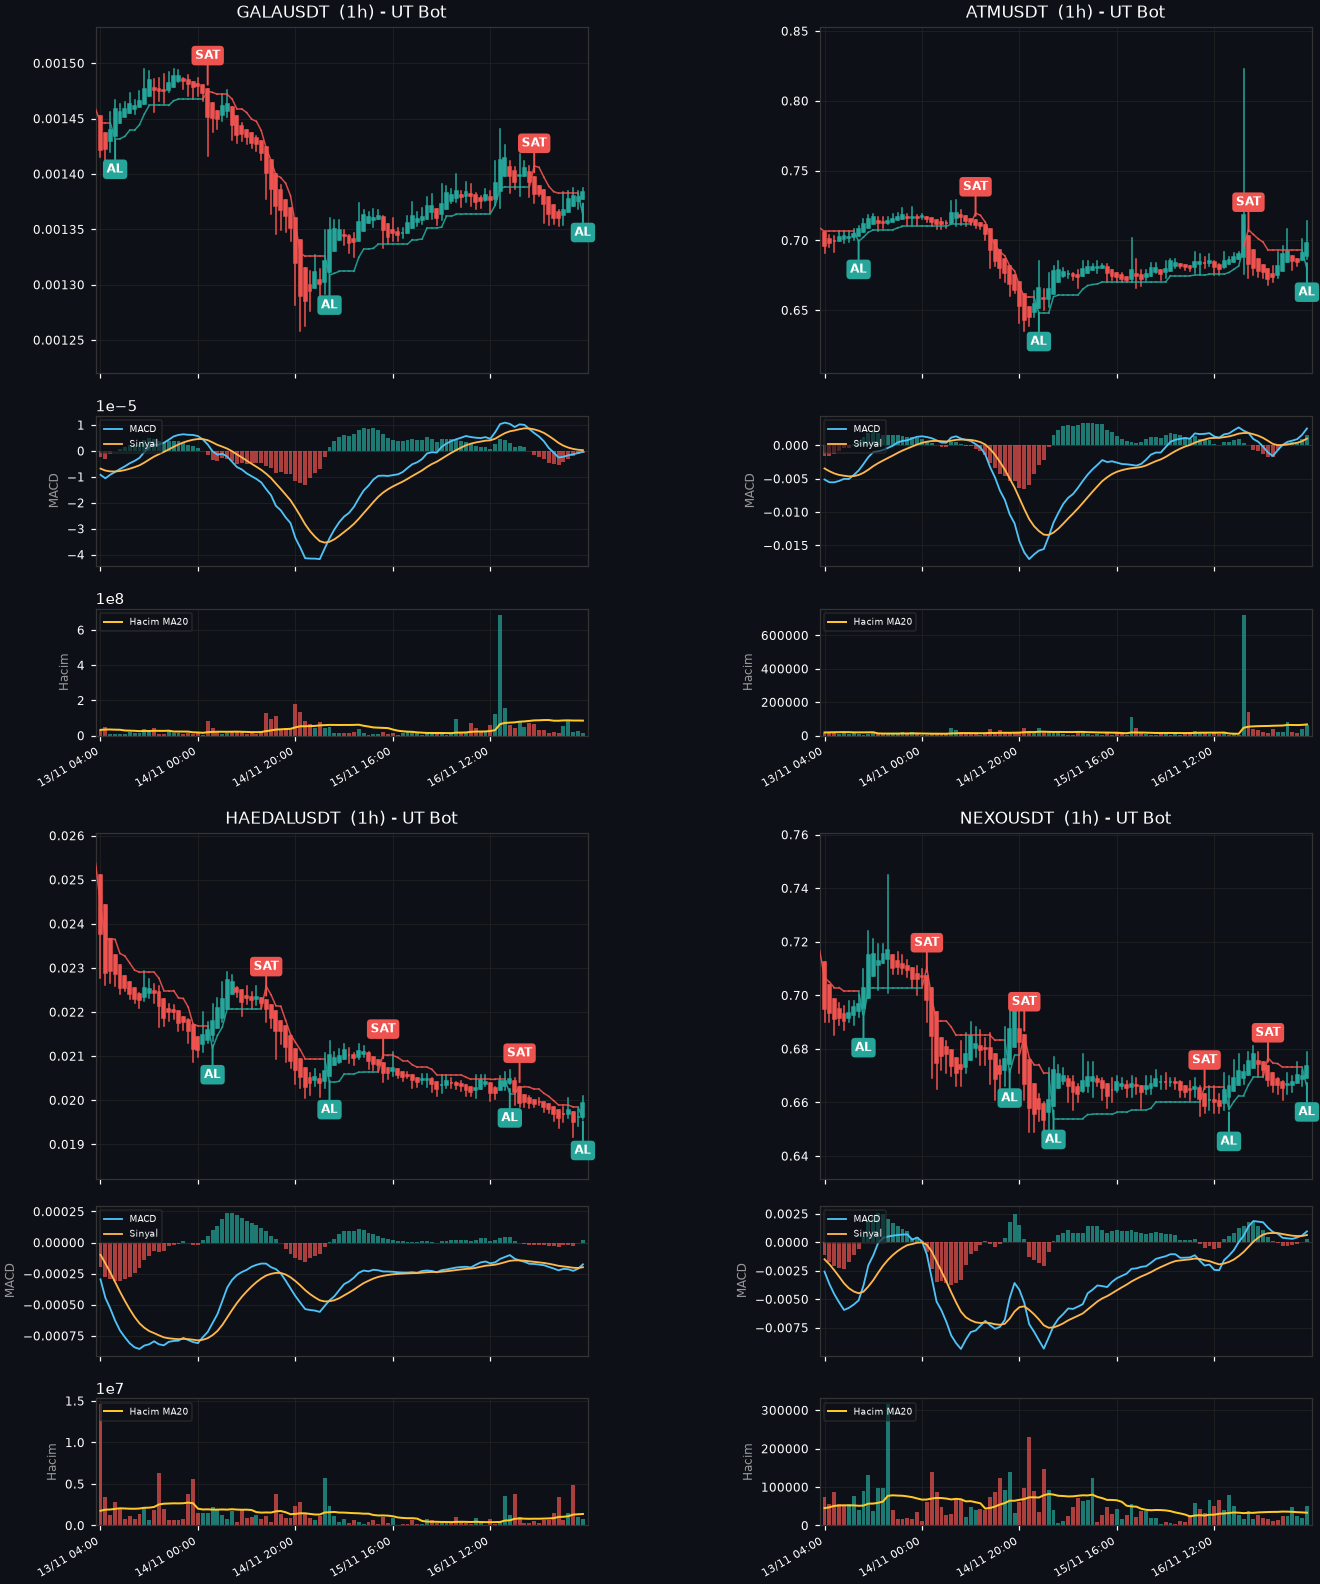 GALAUSDT  (1h) - UT Bot
0.00150
0.00145
0.00140
0.00135
0.00130
0.00125
SAT
AL
AL
SAT
AL
1e−5
MACD
Sinyal
1
0
−1
−2
−3
−4
MACD
1e8
Hacim MA20
6
4
2
0
Hacim
13/11 04:00
14/11 00:00
14/11 20:00
15/11 16:00
16/11 12:00
ATMUSDT  (1h) - UT Bot
0.85
0.80
0.75
0.70
0.65
AL
SAT
AL
SAT
AL
MACD
Sinyal
0.000
−0.005
−0.010
−0.015
MACD
Hacim MA20
600000
400000
200000
0
Hacim
13/11 04:00
14/11 00:00
14/11 20:00
15/11 16:00
16/11 12:00
HAEDALUSDT  (1h) - UT Bot
0.026
0.025
0.024
0.023
0.022
0.021
0.020
0.019
AL
SAT
AL
SAT
AL
SAT
AL
MACD
Sinyal
0.00025
0.00000
−0.00025
−0.00050
−0.00075
MACD
1e7
Hacim MA20
1.5
1.0
0.5
0.0
Hacim
13/11 04:00
14/11 00:00
14/11 20:00
15/11 16:00
16/11 12:00
NEXOUSDT  (1h) - UT Bot
0.76
0.74
0.72
0.70
0.68
0.66
0.64
AL
SAT
AL
SAT
AL
SAT
AL
SAT
AL
MACD
Sinyal
0.0025
0.0000
−0.0025
−0.0050
−0.0075
MACD
Hacim MA20
300000
200000
100000
0
Hacim
13/11 04:00
14/11 00:00
14/11 20:00
15/11 16:00
16/11 12:00